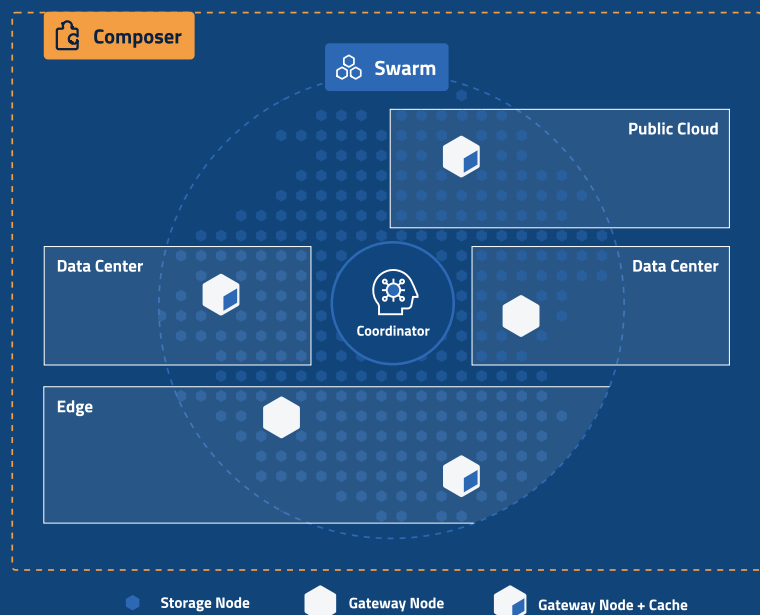 Composer
Swarm
Public Cloud
Data Center
Data Center
Coordinator
Edge
Storage Node
Gateway Node
Gateway Node + Cache